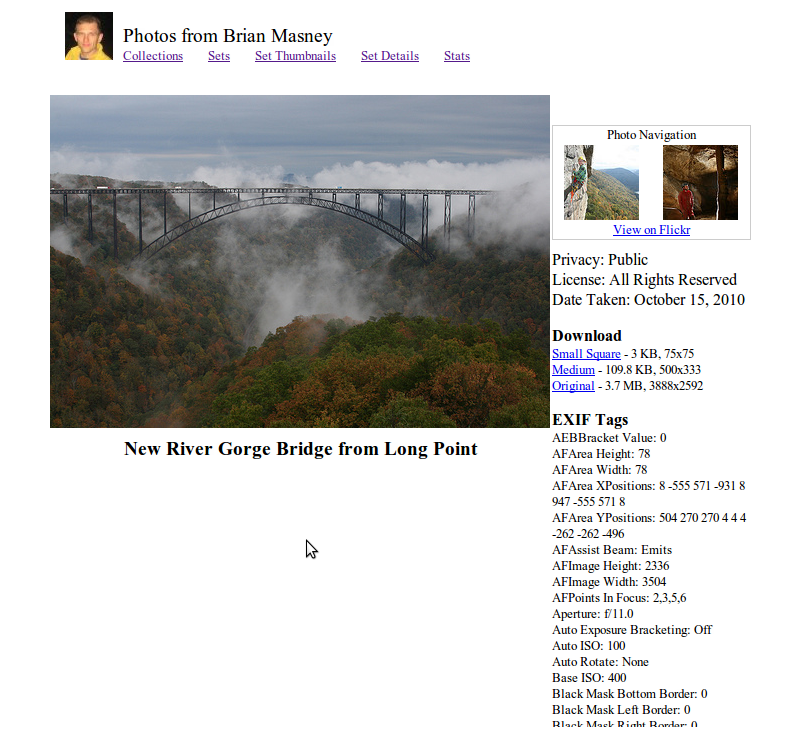 Photos from Brian Masney
Collections Sets Set Thumbnails Set Details Stats
Photo Navigation
View on Flickr
Privacy: Public
License: All Rights Reserved
Date Taken: October 15, 2010
Download
Small Square - 3 KB, 75x75
Medium - 109.8 KB, 500x333
Original - 3.7 MB, 3888x2592
EXIF Tags
AEBBracket Value: 0
AFArea Height: 78
AFArea Width: 78
AFArea XPositions: 8 -555 571 -931 8
947 -555 571 8
AFArea YPositions: 504 270 270 4 4 4
-262 -262 -496
AFAssist Beam: Emits
AFImage Height: 2336
AFImage Width: 3504
AFPoints In Focus: 2,3,5,6
Aperture: f/11.0
Auto Exposure Bracketing: Off
Auto ISO: 100
Auto Rotate: None
Base ISO: 400
Black Mask Bottom Border: 0
Black Mask Left Border: 0
Black Mask Right Border: 0
New River Gorge Bridge from Long Point